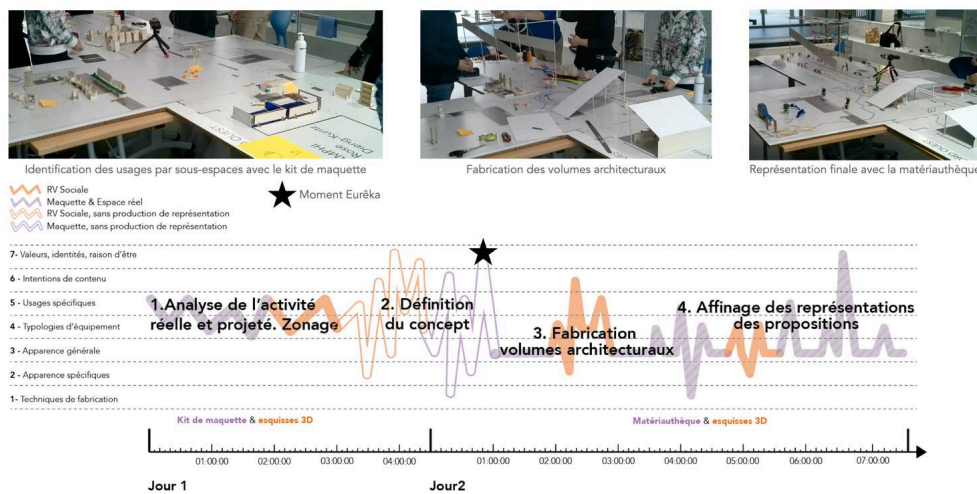 AMPHI
Rose
Dieng Kuntz
OUEST
Identification des usages par sous-espaces avec le kit de maquette
Fabrication des volumes architecturaux
Représentation finale avec la matériauthèque
RV Sociale
Maquette & Espace réel
RV Sociale, sans production de représentation
Maquette, sans production de représentation
Moment Eurêka
7- Valeurs, identités, raison d'être
6 - Intentions de contenu
5 - Usages spécifiques
4 - Typologies d'équipement
3 - Apparence générale
2 - Apparence spécifiques
1- Techniques de fabrication
1.Analyse de l'activité
réelle et projeté. Zonage
2. Définition
du concept
3. Fabrication
volumes architecturaux
4. Affinage des représentations
des propositions
Kit de maquette & esquisses 3D
Matériauthèque & esquisses 3D
01:00:00
02:00:00
03:00:00
04:00:00
01:00:00
02:00:00
03:00:00
04:00:00
05:00:00
06:00:00
07:00:00
Jour 1
Jour2